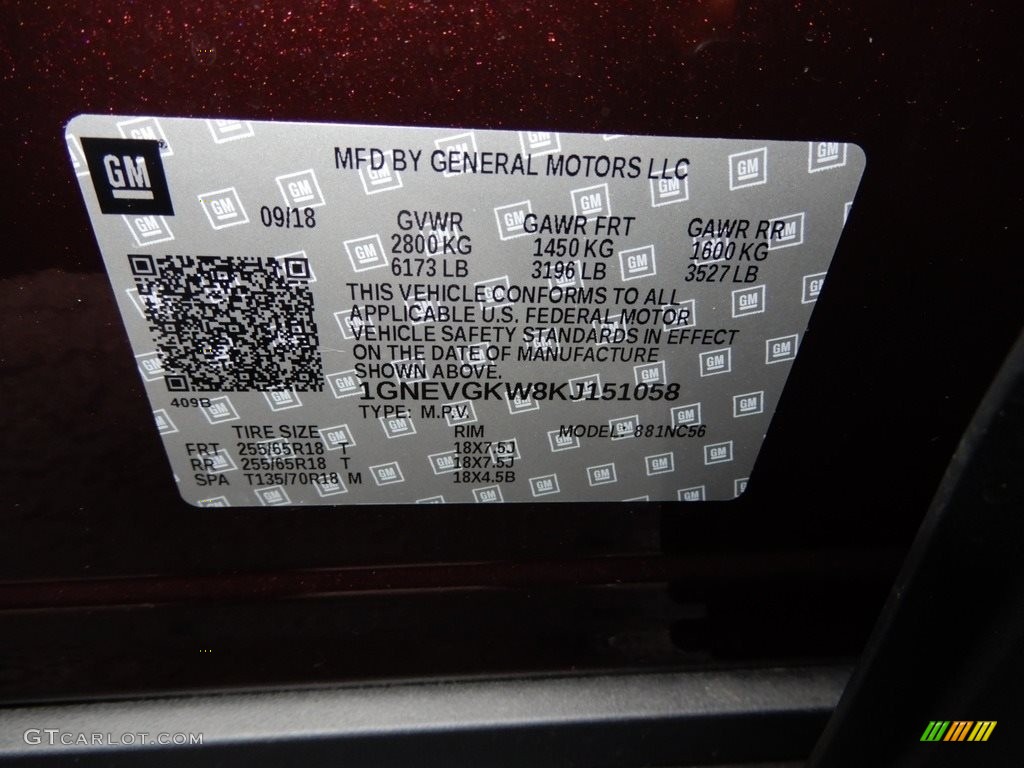 GM
MFD BY GENERAL MOTORS LLC
09/18 GVWR GAWR FRT GAWR RR
2800 KG 1450 KG 1600 KG
6173 LB 3196 LB 3527 LB
THIS VEHICLE CONFORMS TO ALL
APPLICABLE U.S. FEDERAL MOTOR
VEHICLE SAFETY STANDARDS IN EFFECT
ON THE DATE OF MANUFACTURE
SHOWN ABOVE.
1GNEVGKW8KJ151058
409B
TYPE: M.P.V.
TIRE SIZE RIM MODEL: 881NC56
FRT 255/65R18 T 18X7.5J
RR 255/65R18 T 18X7.5J
SPA T135/70R18 M 18X4.5B
GTCARLOT.COM